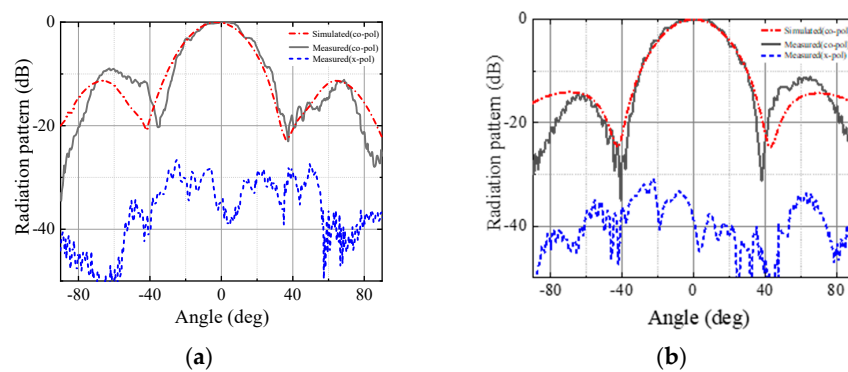 0
Simulated(co-pol)
Measured(co-pol)
Measured(x-pol)
-20
-40
Radiation pattern (dB)
-80
-40
0
40
80
Angle (deg)
(a)
0
Simulated(co-pol)
Measured(co-pol)
Measured(x-pol)
-20
-40
Radiation pattern (dB)
-80
-40
0
40
80
Angle (deg)
(b)